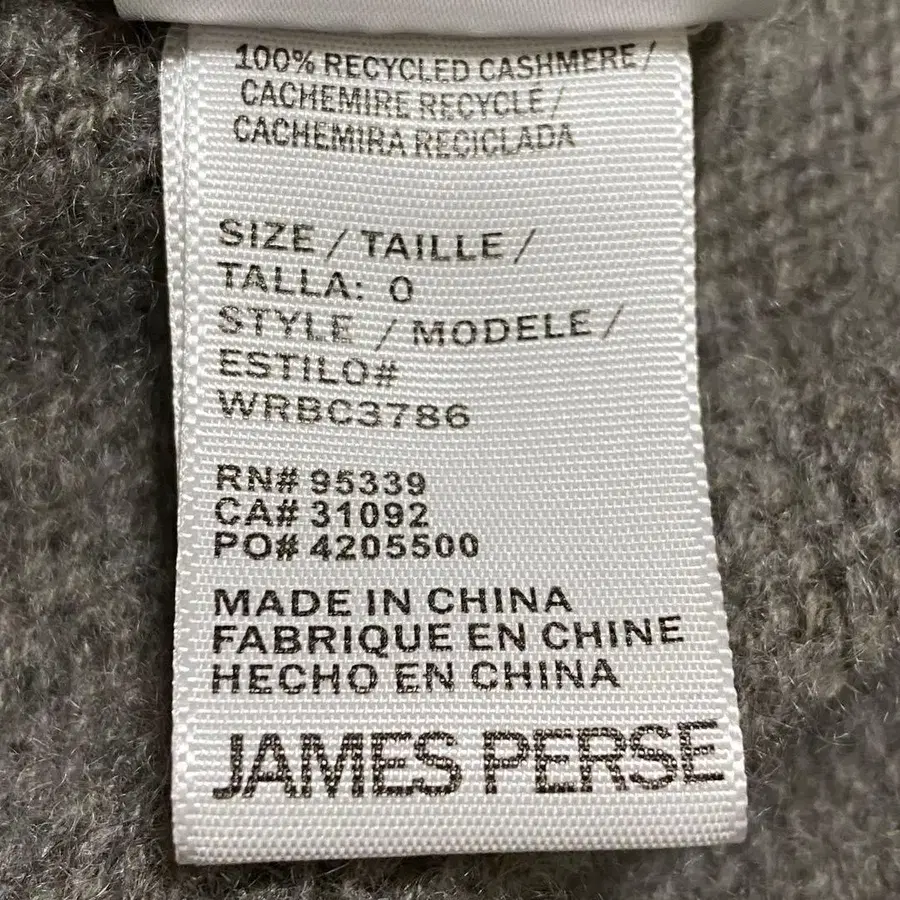 100% RECYCLED CASHMERE /
CACHEMIRE RECYCLE /
CACHEMIRA RECICLADA
SIZE / TAILLE /
TALLA: 0
STYLE / MODELE /
ESTILO#
WRBC3786
RN# 95339
CA# 31092
PO# 4205500
MADE IN CHINA
FABRIQUE EN CHINE
HECHO EN CHINA
JAMES PERSE